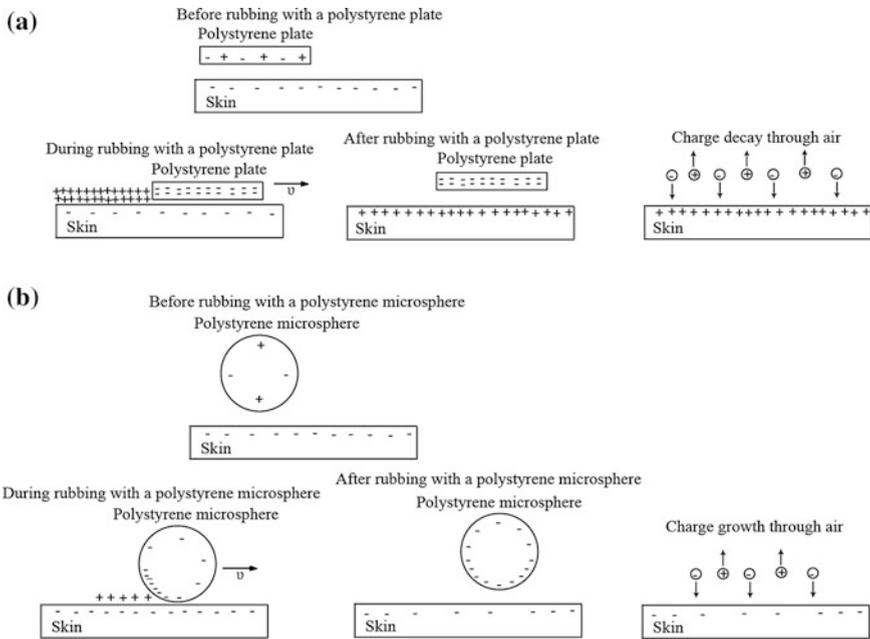 (a)
Before rubbing with a polystyrene plate
Polystyrene plate
- + - + - +
- - - - - - - - - -
Skin
During rubbing with a polystyrene plate
Polystyrene plate
υ
Skin
After rubbing with a polystyrene plate
Polystyrene plate
Skin
Charge decay through air
- + - + - + -
Skin
(b)
Before rubbing with a polystyrene microsphere
Polystyrene microsphere
+
- -
+
Skin
During rubbing with a polystyrene microsphere
Polystyrene microsphere
υ
+ + + + +
Skin
After rubbing with a polystyrene microsphere
Polystyrene microsphere
Skin
Charge growth through air
- + - + -
Skin